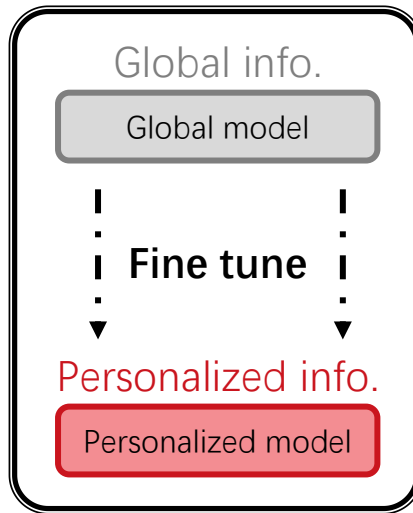 Global info.
Global model
Fine tune
Personalized info.
Personalized model